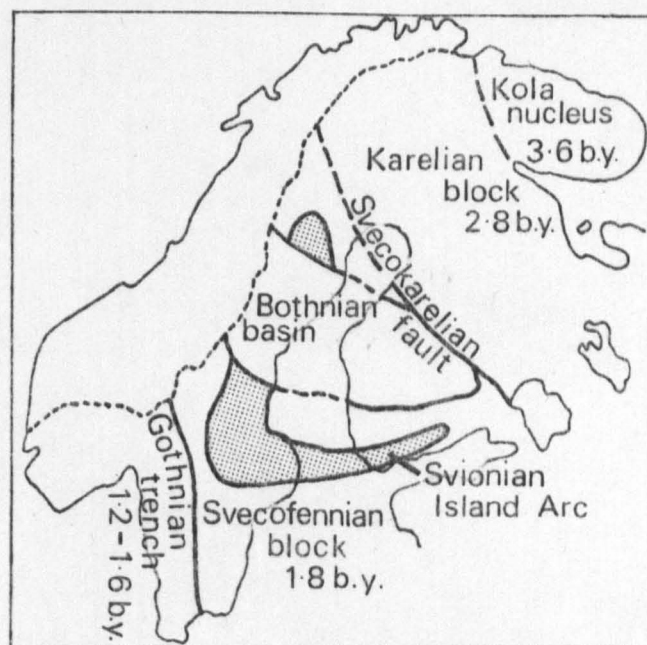 Kola
nucleus
3·6 b.y.
Karelian
block
2·8 b.y.
Svecokarelian
fault
Bothnian
basin
Gothnian
trench
1·2–1·6 b.y.
Svionian
Island Arc
Svecofennian
block
1·8 b.y.